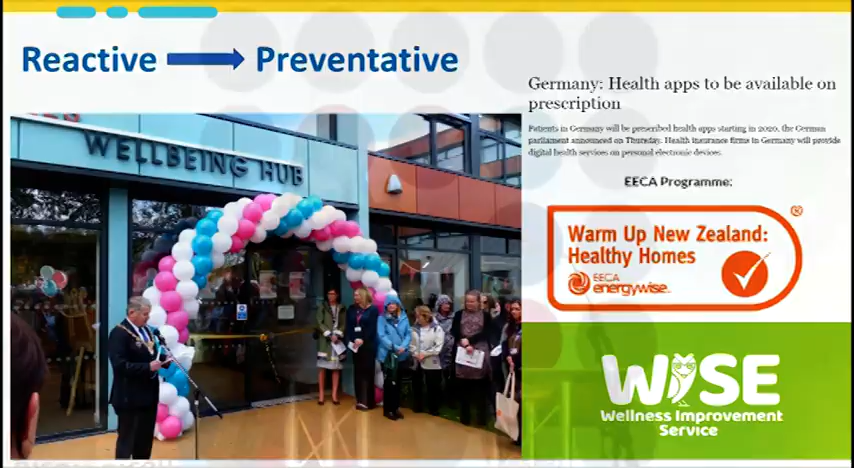 Reactive Preventative
Germany: Health apps to be available on
prescription
Patients in Germany will be prescribed health apps starting in 2020, the German
parliament announced on Thursday. Health insurance firms in Germany will provide
digital health services on personal electronic devices.
EECA Programme:
WELLBEING HUB
Warm Up New Zealand:
Healthy Homes
EECA
energywise
WISE
Wellness Improvement
Service